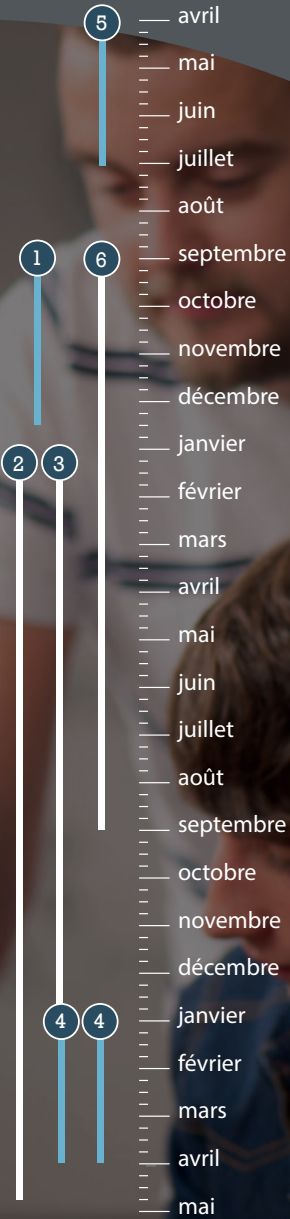 5 avril
mai
juin
juillet
août
1 6 septembre
octobre
novembre
décembre
janvier
2 3
février
mars
avril
mai
juin
juillet
août
septembre
octobre
novembre
décembre
4 4 janvier
février
mars
avril
mai